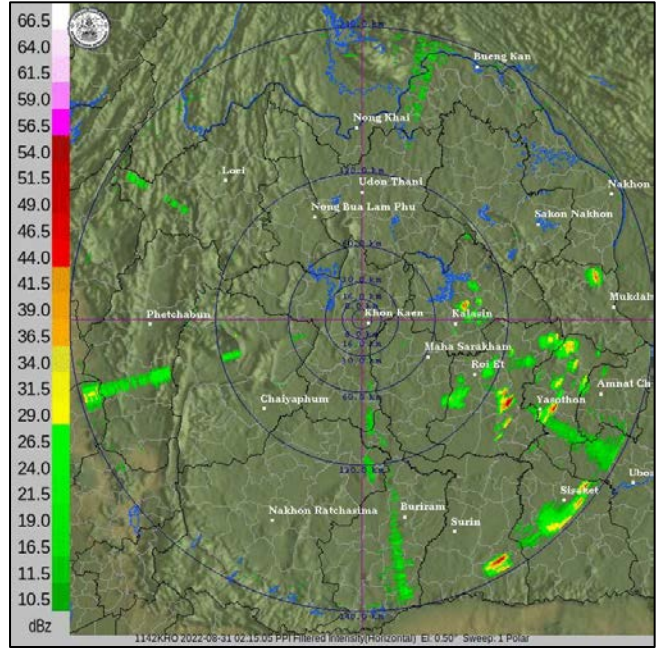 66.5
64.0
61.5
59.0
56.5
54.0
51.5
49.0
46.5
44.0
41.5
39.0
36.5
34.0
31.5
29.0
26.5
24.0
21.5
19.0
16.5
14.0
11.5
10.5
dBz
Bueng Kan
Nong Khai
Loei
Udon Thani
Nakhon
Nong Bua Lam Phu
Sakon Nakhon
Mukdah
Phetchabun
Khon Kaen
Kalasin
Maha Sarakham
Roi Et
Amnat Ch
Chaiyaphum
Yasothon
Ubon
Sisaket
Nakhon Ratchasima
Buriram
Surin
1142KHO 2022-08-31 02:15:05 PPI Filtered Intensity(Horizontal) El: 0.50° Sweep: 1 Polar